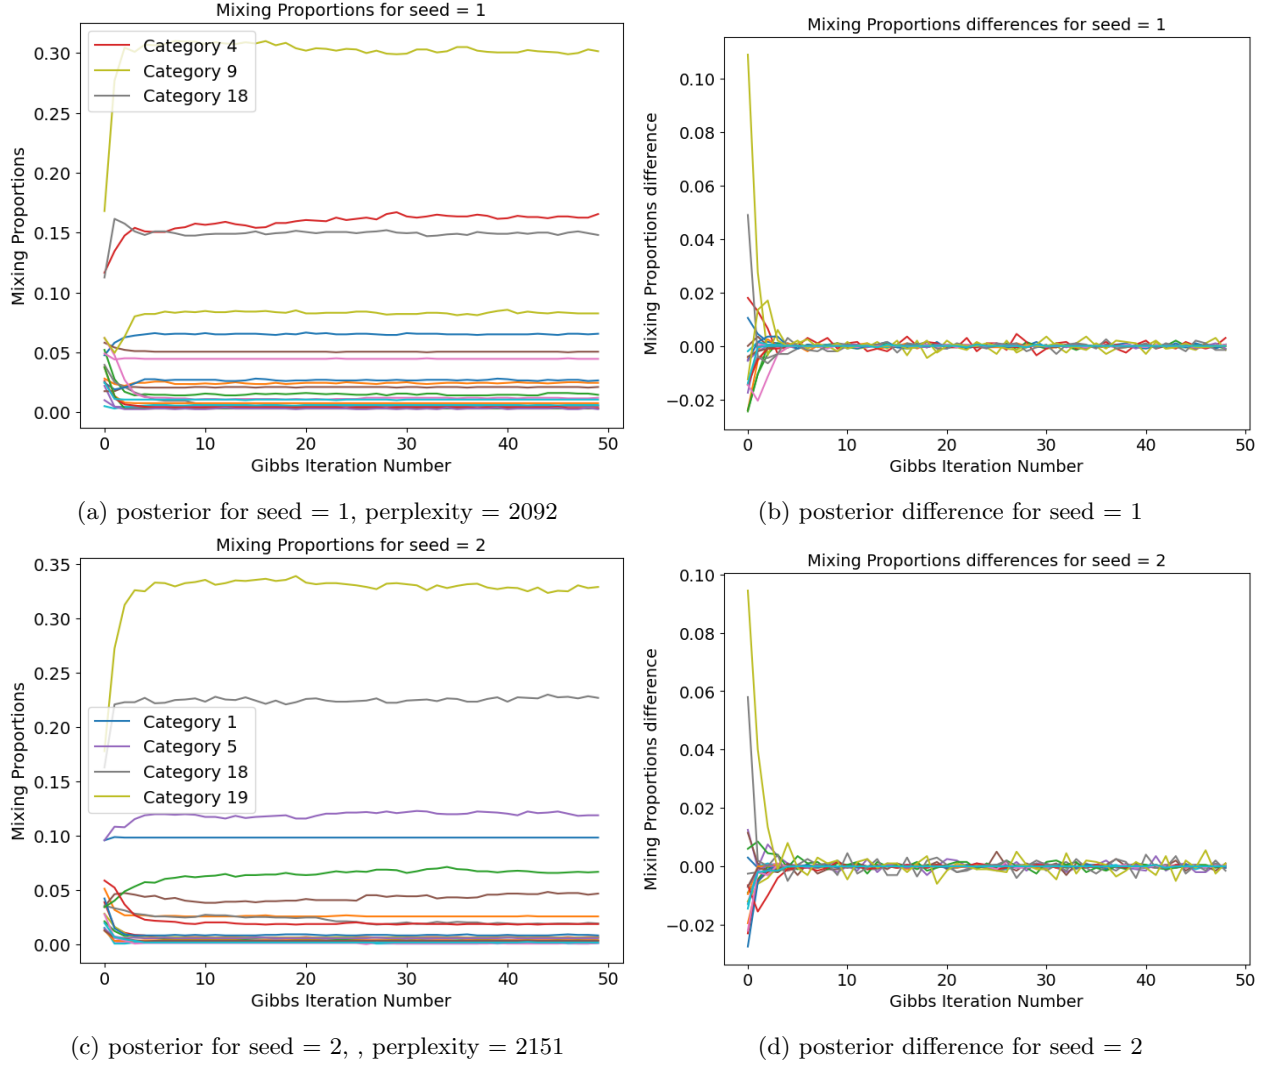 Mixing Proportions for seed = 1
Mixing Proportions
0.30
0.25
0.20
0.15
0.10
0.05
0.00
Category 4
Category 9
Category 18
0 10 20 30 40 50
Gibbs Iteration Number
(a) posterior for seed = 1, perplexity = 2092
Mixing Proportions differences for seed = 1
Mixing Proportions difference
0.10
0.08
0.06
0.04
0.02
0.00
−0.02
0 10 20 30 40 50
Gibbs Iteration Number
(b) posterior difference for seed = 1
Mixing Proportions for seed = 2
Mixing Proportions
0.35
0.30
0.25
0.20
0.15
0.10
0.05
0.00
Category 1
Category 5
Category 18
Category 19
0 10 20 30 40 50
Gibbs Iteration Number
(c) posterior for seed = 2, , perplexity = 2151
Mixing Proportions differences for seed = 2
Mixing Proportions difference
0.10
0.08
0.06
0.04
0.02
0.00
−0.02
0 10 20 30 40 50
Gibbs Iteration Number
(d) posterior difference for seed = 2